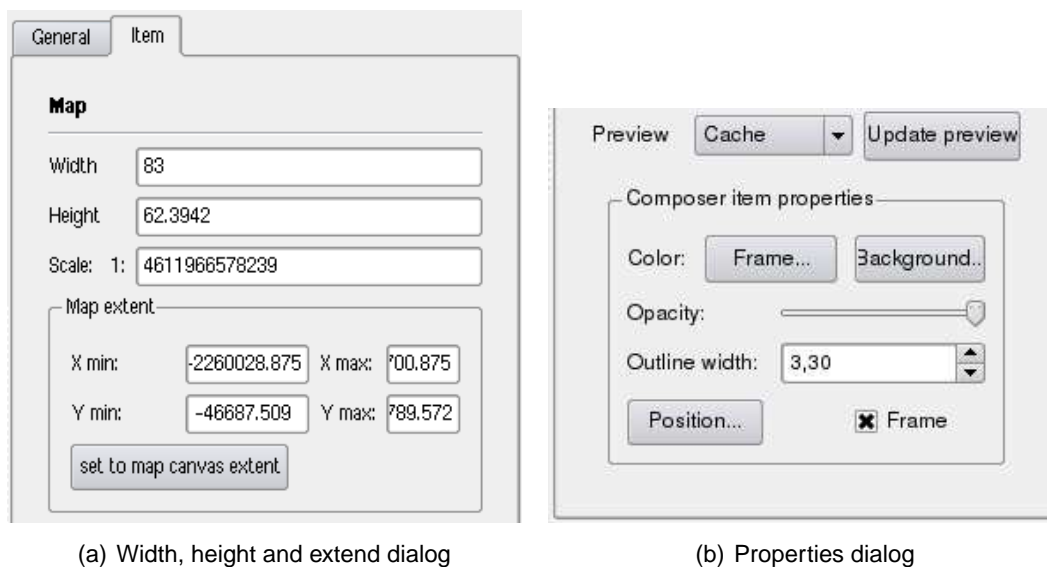 General Item
Map
Width 83
Height 62.3942
Scale: 1: 4611966578239
Map extent
X min: -2260028.875 X max: 700.875
Y min: -46687.509 Y max: 789.572
set to map canvas extent
(a) Width, height and extend dialog
Preview Cache Update preview
Composer item properties
Color: Frame... Background..
Opacity:
Outline width: 3,30
Position... Frame
(b) Properties dialog